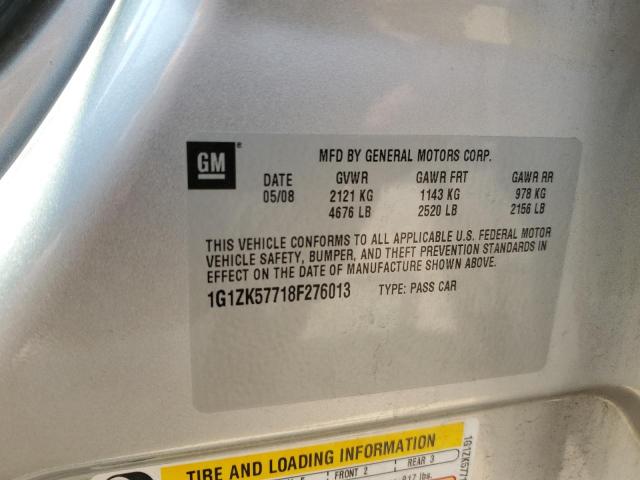 GM®
MFD BY GENERAL MOTORS CORP.
DATE GVWR GAWR FRT GAWR RR
05/08 2121 KG 1143 KG 978 KG
4676 LB 2520 LB 2156 LB
THIS VEHICLE CONFORMS TO ALL APPLICABLE U.S. FEDERAL MOTOR
VEHICLE SAFETY, BUMPER, AND THEFT PREVENTION STANDARDS IN
EFFECT ON THE DATE OF MANUFACTURE SHOWN ABOVE.
1G1ZK57718F276013 TYPE: PASS CAR
TIRE AND LOADING INFORMATION
FRONT 2 REAR 3
917 lbs.
1G1ZK577